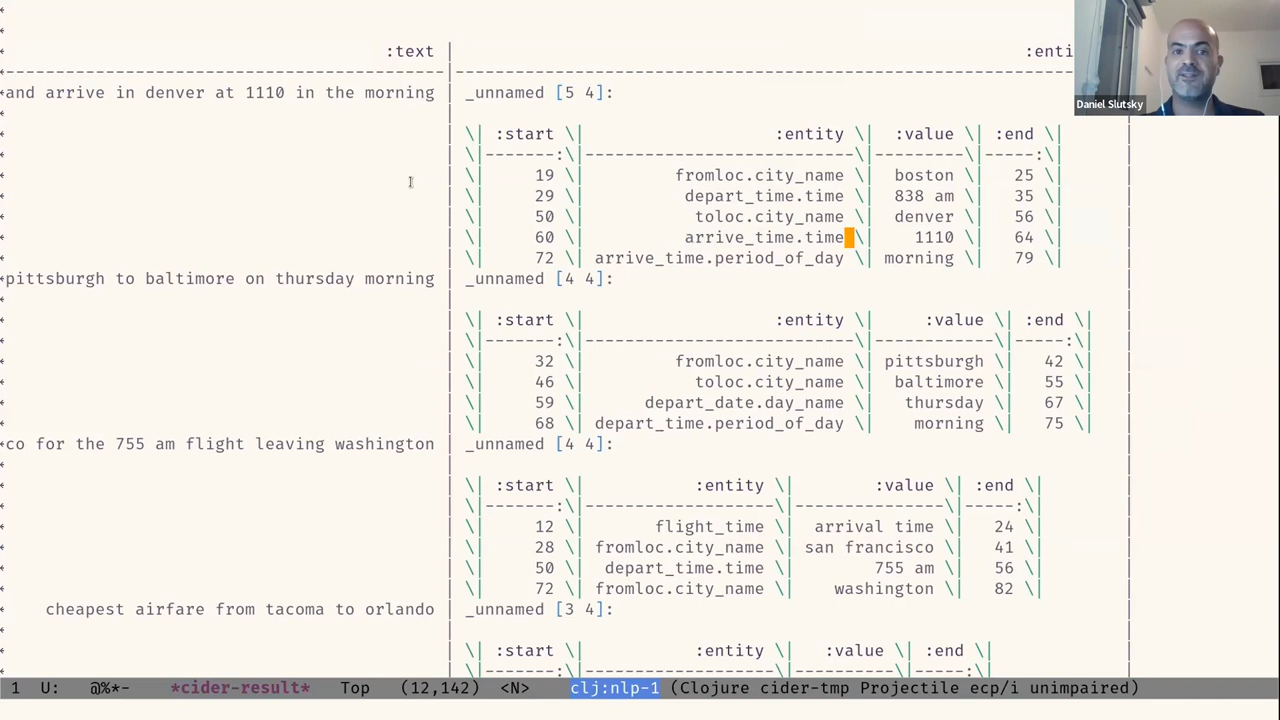 :text | :enti
Daniel Slutsky
and arrive in denver at 1110 in the morning | _unnamed [5 4]:
\| :start \| :entity \| :value \| :end \|
\|-------:\|---------------------------\|---------\|-----:\|
\| 19 \| fromloc.city_name \| boston \| 25 \|
\| 29 \| depart_time.time \| 838 am \| 35 \|
\| 50 \| toloc.city_name \| denver \| 56 \|
\| 60 \| arrive_time.time \| 1110 \| 64 \|
\| 72 \| arrive_time.period_of_day \| morning \| 79 \|
pittsburgh to baltimore on thursday morning | _unnamed [4 4]:
\| :start \| :entity \| :value \| :end \|
\|-------:\|---------------------------\|------------\|-----:\|
\| 32 \| fromloc.city_name \| pittsburgh \| 42 \|
\| 46 \| toloc.city_name \| baltimore \| 55 \|
\| 59 \| depart_date.day_name \| thursday \| 67 \|
\| 68 \| depart_time.period_of_day \| morning \| 75 \|
co for the 755 am flight leaving washington | _unnamed [4 4]:
\| :start \| :entity \| :value \| :end \|
\|-------:\|-------------------\|---------------\|-----:\|
\| 12 \| flight_time \| arrival time \| 24 \|
\| 28 \| fromloc.city_name \| san francisco \| 41 \|
\| 50 \| depart_time.time \| 755 am \| 56 \|
\| 72 \| fromloc.city_name \| washington \| 82 \|
cheapest airfare from tacoma to orlando | _unnamed [3 4]:
\| :start \| :entity \| :value \| :end \|
\|-------:\|-------------------\|----------\|-----:\|
1 U: @%*- *cider-result* Top (12,142) <N> clj:nlp-1 (Clojure cider-tmp Projectile ecp/i unimpaired)